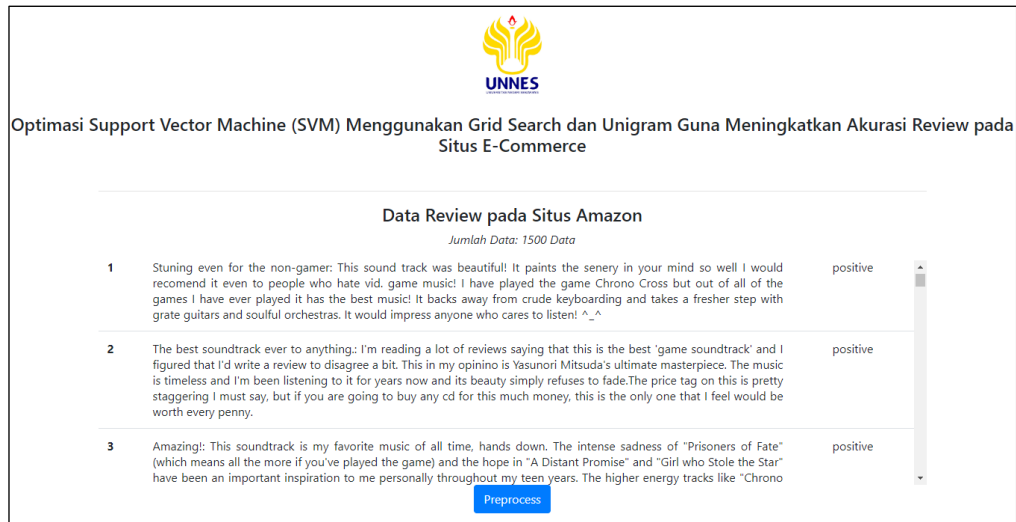 UNNES
Optimasi Support Vector Machine (SVM) Menggunakan Grid Search dan Unigram Guna Meningkatkan Akurasi Review pada
Situs E-Commerce
Data Review pada Situs Amazon
Jumlah Data: 1500 Data
1 Stuning even for the non-gamer: This sound track was beautiful! It paints the senery in your mind so well I would positive
recomend it even to people who hate vid. game music! I have played the game Chrono Cross but out of all of the
games I have ever played it has the best music! It backs away from crude keyboarding and takes a fresher step with
grate guitars and soulful orchestras. It would impress anyone who cares to listen! ^_^
2 The best soundtrack ever to anything.: I'm reading a lot of reviews saying that this is the best 'game soundtrack' and I positive
figured that I'd write a review to disagree a bit. This in my opinino is Yasunori Mitsuda's ultimate masterpiece. The music
is timeless and I'm been listening to it for years now and its beauty simply refuses to fade.The price tag on this is pretty
staggering I must say, but if you are going to buy any cd for this much money, this is the only one that I feel would be
worth every penny.
3 Amazing!: This soundtrack is my favorite music of all time, hands down. The intense sadness of "Prisoners of Fate" positive
(which means all the more if you've played the game) and the hope in "A Distant Promise" and "Girl who Stole the Star"
have been an important inspiration to me personally throughout my teen years. The higher energy tracks like "Chrono
Preprocess